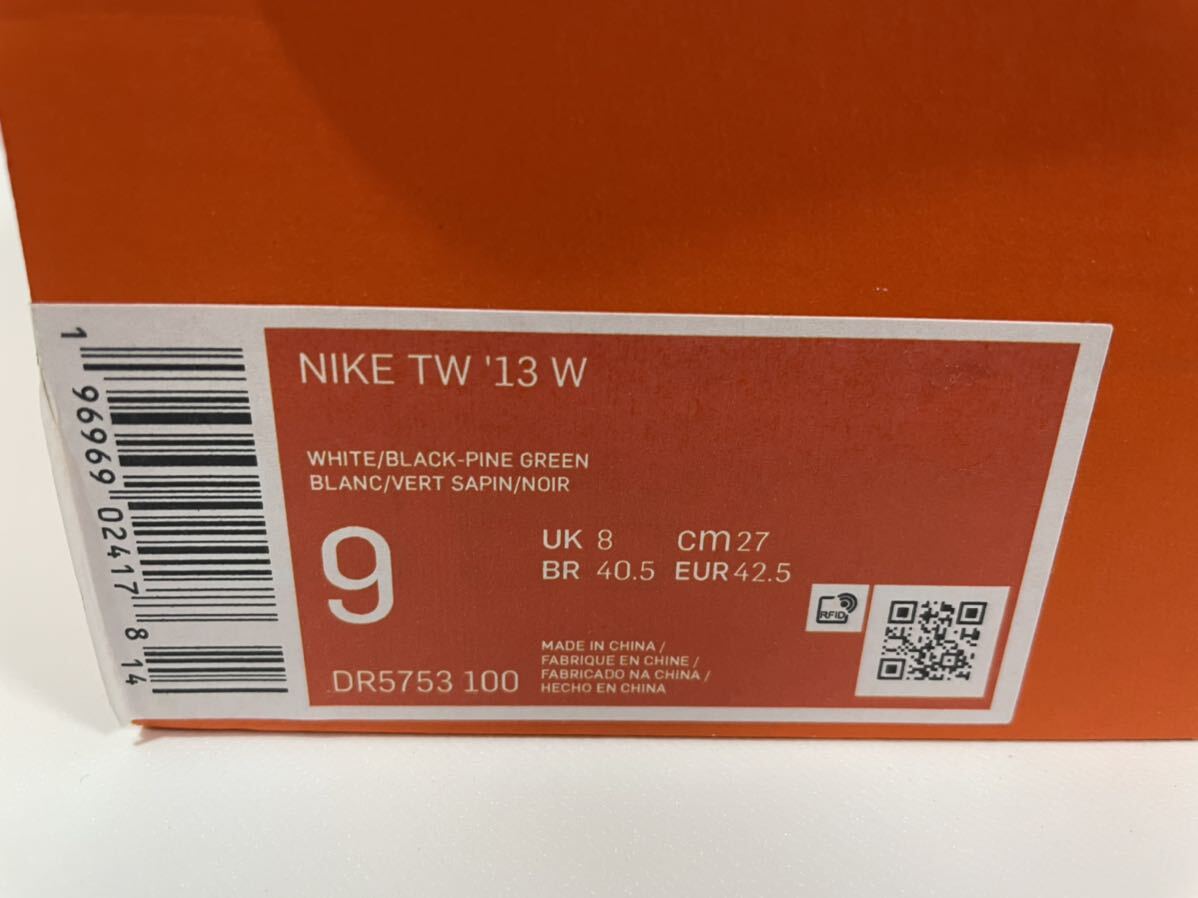 NIKE TW '13 W
WHITE/BLACK-PINE GREEN
BLANC/VERT SAPIN/NOIR
9
UK 8 cm 27
BR 40.5 EUR 42.5
DR5753 100
MADE IN CHINA /
FABRIQUE EN CHINE /
FABRICADO NA CHINA /
HECHO EN CHINA
RFID
1 96969 02417 8 14